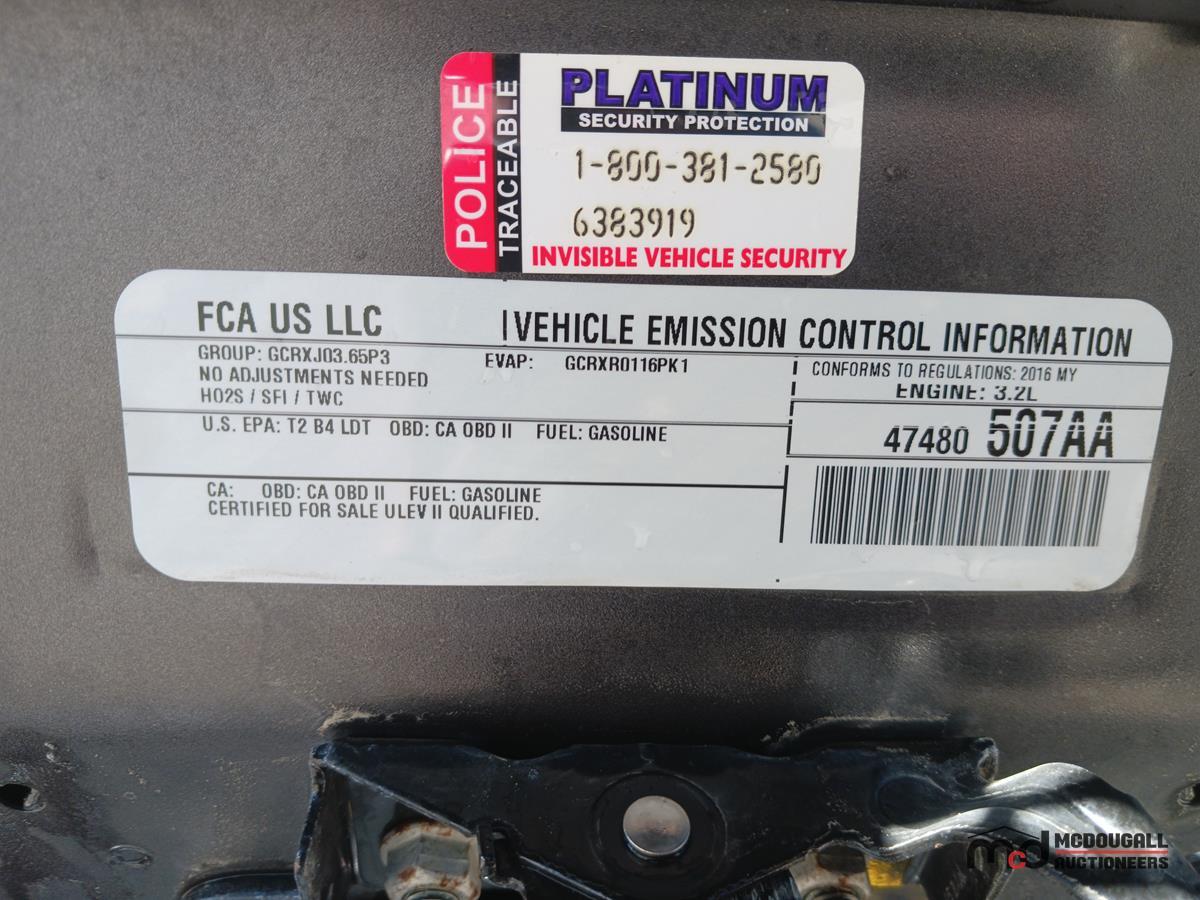 POLICE
TRACEABLE
PLATINUM
SECURITY PROTECTION
1-800-381-2580
6383919
INVISIBLE VEHICLE SECURITY
FCA US LLC
VEHICLE EMISSION CONTROL INFORMATION
GROUP: GCRXJ03.65P3
EVAP: GCRXR0116PK1
NO ADJUSTMENTS NEEDED
HO2S / SFI / TWC
CONFORMS TO REGULATIONS: 2016 MY
ENGINE: 3.2L
U.S. EPA: T2 B4 LDT OBD: CA OBD II FUEL: GASOLINE
47480 507AA
CA: OBD: CA OBD II FUEL: GASOLINE
CERTIFIED FOR SALE ULEV II QUALIFIED.
McD MCDOUGALL
AUCTIONEERS